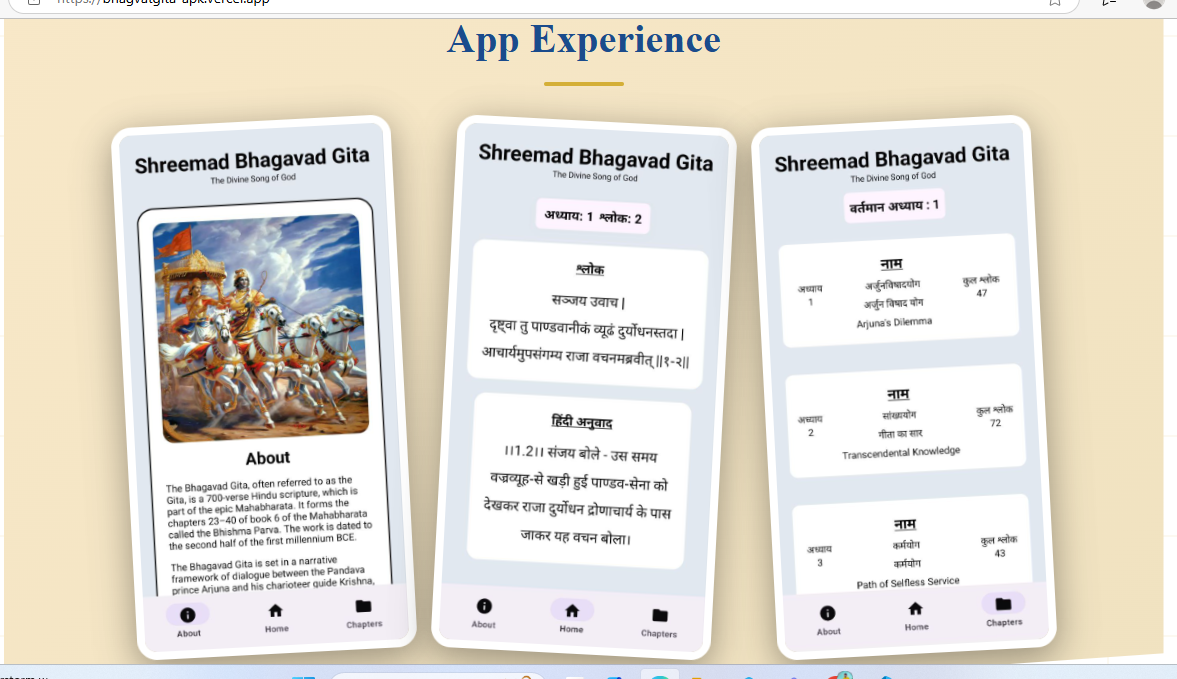 https://bhagvatgita-apk.vercel.app
App Experience
Shreemad Bhagavad Gita
The Divine Song of God
About
The Bhagavad Gita, often referred to as the
Gita, is a 700-verse Hindu scripture, which is
part of the epic Mahabharata. It forms the
chapters 23–40 of book 6 of the Mahabharata
called the Bhishma Parva. The work is dated to
the second half of the first millennium BCE.
The Bhagavad Gita is set in a narrative
framework of dialogue between the Pandava
prince Arjuna and his charioteer guide Krishna,
About
Home
Chapters
Shreemad Bhagavad Gita
The Divine Song of God
अध्याय: 1 श्लोक: 2
श्लोक
सञ्जय उवाच |
दृष्ट्वा तु पाण्डवानीकं व्यूढं दुर्योधनस्तदा |
आचार्यमुपसंगम्य राजा वचनमब्रवीत् ||१-२||
हिंदी अनुवाद
।।1.2।। संजय बोले - उस समय
वज्रव्यूह-से खड़ी हुई पाण्डव-सेना को
देखकर राजा दुर्योधन द्रोणाचार्य के पास
जाकर यह वचन बोला।
About
Home
Chapters
Shreemad Bhagavad Gita
The Divine Song of God
वर्तमान अध्याय : 1
नाम
अध्याय
1
अर्जुनविषादयोग
अर्जुन विषाद योग
Arjuna's Dilemma
कुल श्लोक
47
नाम
अध्याय
2
सांख्ययोग
गीता का सार
Transcendental Knowledge
कुल श्लोक
72
नाम
अध्याय
3
कर्मयोग
कर्मयोग
Path of Selfless Service
कुल श्लोक
43
About
Home
Chapters